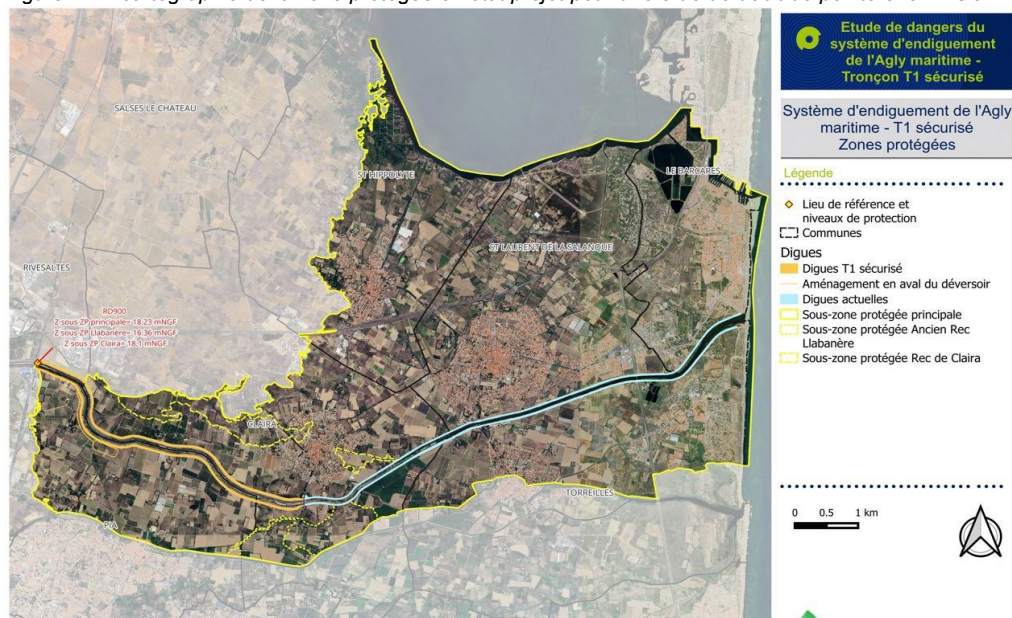 Etude de dangers du
système d'endiguement
de l'Agly maritime -
Tronçon T1 sécurisé
Système d'endiguement de l'Agly
maritime - T1 sécurisé
Zones protégées
Légende
Lieu de référence et
niveaux de protection
Communes
Digues
Digues T1 sécurisé
Aménagement en aval du déversoir
Digues actuelles
Sous-zone protégée principale
Sous-zone protégée Ancien Rec
Llabanère
Sous-zone protégée Rec de Claira
0 0.5 1 km
SALSES LE CHATEAU
ST HIPPOLYTE
LE BARCARES
ST LAURENT DE LA SALANQUE
RIVESALTES
RD900
Z sous ZP principale= 18.23 mNGF
Z sous ZP Llabanère= 16.36 mNGF
Z sous ZP Claira= 18.1 mNGF
CLAIRA
TORREILLES
PIA